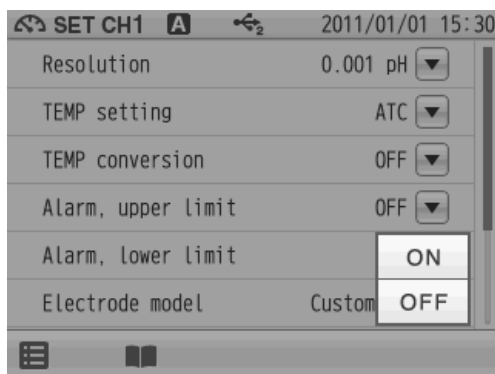 SET CH1 A 2 2011/01/01 15:30
Resolution 0.001 pH
TEMP setting ATC
TEMP conversion OFF
Alarm, upper limit OFF
Alarm, lower limit ON
Electrode model Custom OFF